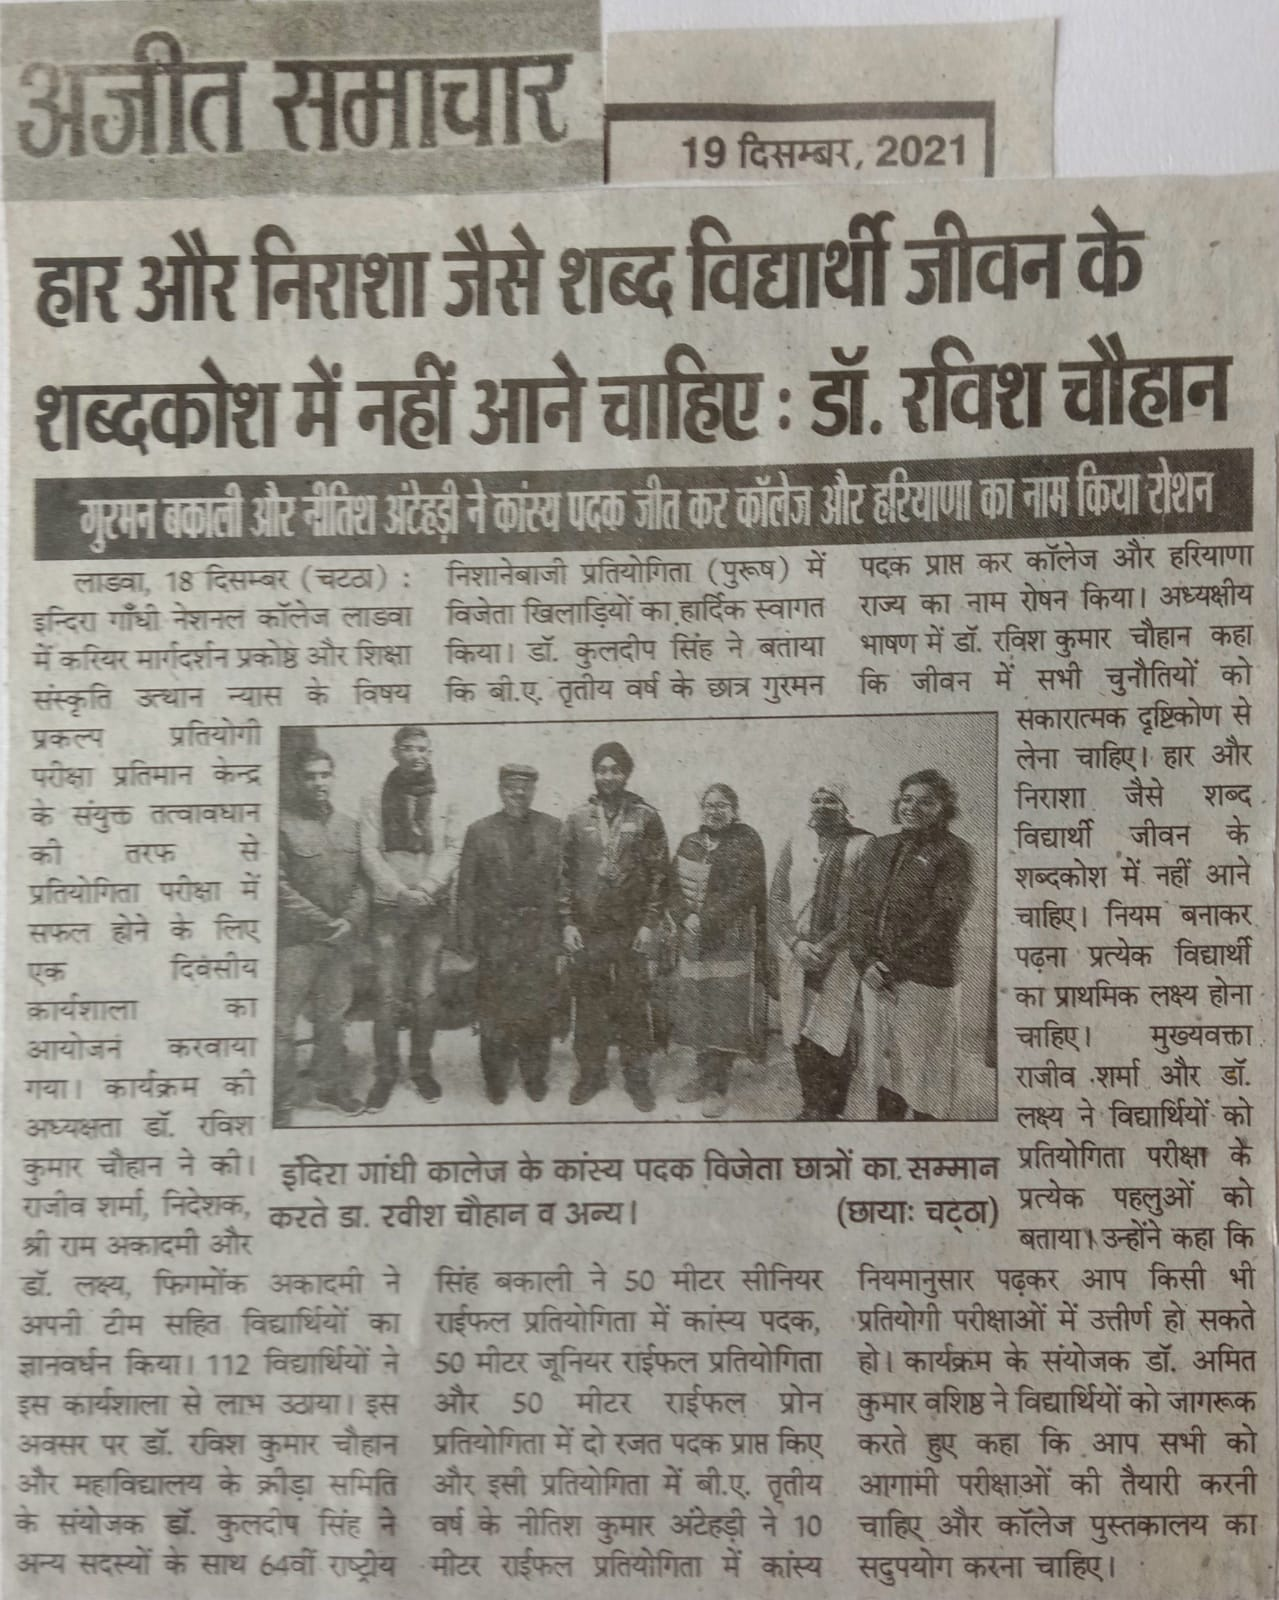 अजीत समाचार
19 दिसम्बर, 2021
हार और निराशा जैसे शब्द विद्यार्थी जीवन के
शब्दकोश में नहीं आने चाहिए : डॉ. रविश चौहान
गुरमन बकाली और नीतिश अंटेहड़ी ने कांस्य पदक जीत कर कॉलेज और हरियाणा का नाम किया रोशन
लाडवा, 18 दिसम्बर (चटठा) :
इन्दिरा गाँधी नेशनल कॉलेज लाडवा
में करियर मार्गदर्शन प्रकोष्ठ और शिक्षा
संस्कृति उत्थान न्यास के विषय
प्रकल्प प्रतियोगी
परीक्षा प्रतिमान केन्द्र
के संयुक्त तत्वावधान
की तरफ से
प्रतियोगिता परीक्षा में
सफल होने के लिए
एक दिवंसीय
कार्यशाला का
आयोजनं करवाया
गया। कार्यक्रम की
अध्यक्षता डॉ. रविश
कुमार चौहान ने की।
राजीव शर्मा, निदेशक,
श्री राम अकादमी और
डॉ. लक्ष्य, फिगमोंक अकादमी ने
अपनी टीम सहित विद्यार्थियों का
ज्ञानवर्धन किया। 112 विद्यार्थियों ने
इस कार्यशाला से लाभ उठाया। इस
अवसर पर डॉ. रविश कुमार चौहान
और महाविद्यालय के क्रीड़ा समिति
के संयोजक डॉ. कुलदीप सिंह ने
अन्य सदस्यों के साथ 64वीं राष्ट्रीय
निशानेबाजी प्रतियोगिता (पुरूष) में
विजेता खिलाड़ियों का हार्दिक स्वागत
किया। डॉ. कुलदीप सिंह ने बताया
कि बी.ए. तृतीय वर्ष के छात्र गुरमन
इंदिरा गांधी कालेज के कांस्य पदक विजेता छात्रों का सम्मान
करते डा. रवीश चौहान व अन्य। (छायाः चट्ठा)
सिंह बकाली ने 50 मीटर सीनियर
राईफल प्रतियोगिता में कांस्य पदक,
50 मीटर जूनियर राईफल प्रतियोगिता
और 50 मीटर राईफल प्रोन
प्रतियोगिता में दो रजत पदक प्राप्त किए
और इसी प्रतियोगिता में बी.ए. तृतीय
वर्ष के नीतिश कुमार अंटेहड़ी ने 10
मीटर राईफल प्रतियोगिता में कांस्य
पदक प्राप्त कर कॉलेज और हरियाणा
राज्य का नाम रोषन किया। अध्यक्षीय
भाषण में डॉ. रविश कुमार चौहान कहा
कि जीवन में सभी चुनौतियों को
सकारात्मक दृष्टिकोण से
लेना चाहिए। हार और
निराशा जैसे शब्द
विद्यार्थी जीवन के
शब्दकोश में नहीं आने
चाहिए। नियम बनाकर
पढ़ना प्रत्येक विद्यार्थी
का प्राथमिक लक्ष्य होना
चाहिए। मुख्यवक्ता
राजीव शर्मा और डॉ.
लक्ष्य ने विद्यार्थियों को
प्रतियोगिता परीक्षा के
प्रत्येक पहलुओं को
बताया। उन्होंने कहा कि
नियमानुसार पढ़कर आप किसी भी
प्रतियोगी परीक्षाओं में उत्तीर्ण हो सकते
हो। कार्यक्रम के संयोजक डॉ. अमित
कुमार वशिष्ठ ने विद्यार्थियों को जागरूक
करते हुए कहा कि आप सभी को
आगामी परीक्षाओं की तैयारी करनी
चाहिए और कॉलेज पुस्तकालय का
सदुपयोग करना चाहिए।